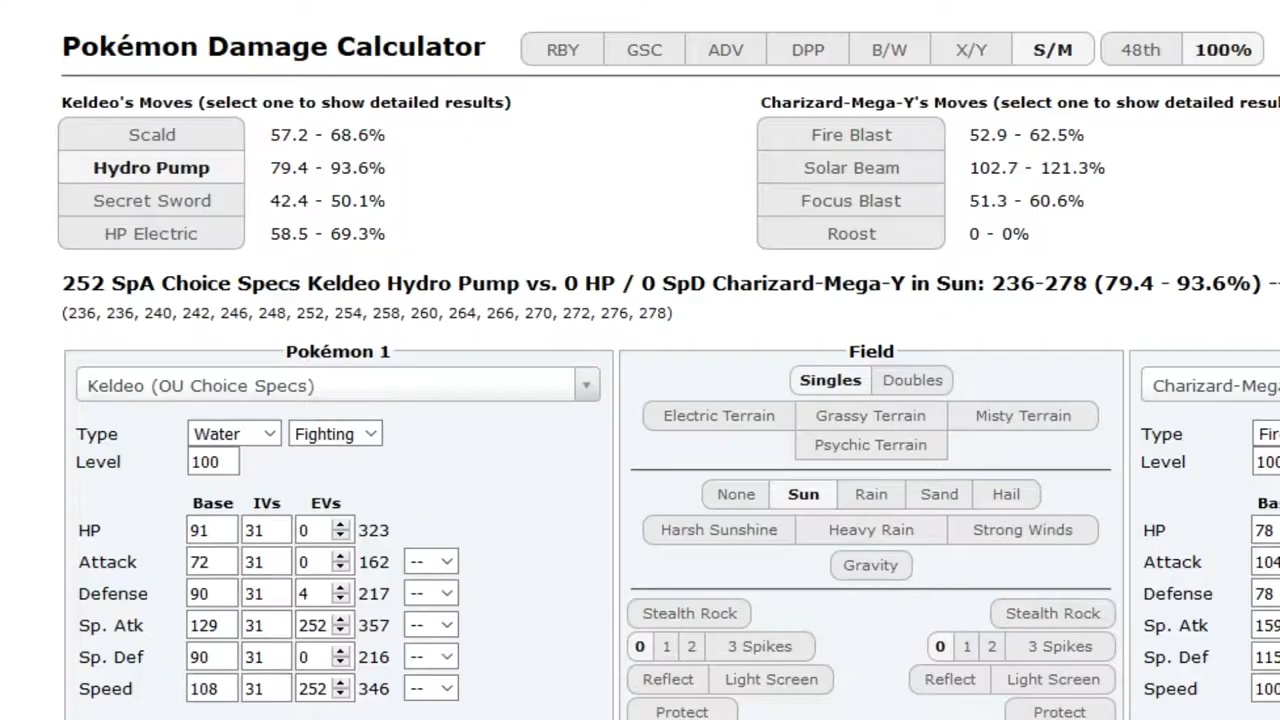 Pokémon Damage Calculator RBY GSC ADV DPP B/W X/Y S/M 48th 100%
Keldeo's Moves (select one to show detailed results) Charizard-Mega-Y's Moves (select one to show detailed resul
Scald 57.2 - 68.6% Fire Blast 52.9 - 62.5%
Hydro Pump 79.4 - 93.6% Solar Beam 102.7 - 121.3%
Secret Sword 42.4 - 50.1% Focus Blast 51.3 - 60.6%
HP Electric 58.5 - 69.3% Roost 0 - 0%
252 SpA Choice Specs Keldeo Hydro Pump vs. 0 HP / 0 SpD Charizard-Mega-Y in Sun: 236-278 (79.4 - 93.6%) --
(236, 236, 240, 242, 246, 248, 252, 254, 258, 260, 264, 266, 270, 272, 276, 278)
Pokémon 1
Keldeo (OU Choice Specs)
Type Water Fighting
Level 100
Base IVs EVs
HP 91 31 0 323
Attack 72 31 0 162 --
Defense 90 31 4 217 --
Sp. Atk 129 31 252 357 --
Sp. Def 90 31 0 216 --
Speed 108 31 252 346 --
Field
Singles Doubles
Electric Terrain Grassy Terrain Misty Terrain
Psychic Terrain
None Sun Rain Sand Hail
Harsh Sunshine Heavy Rain Strong Winds
Gravity
Stealth Rock Stealth Rock
0 1 2 3 Spikes 0 1 2 3 Spikes
Reflect Light Screen Reflect Light Screen
Protect Protect
Charizard-Mega
Type Fir
Level 100
Ba
HP 78
Attack 104
Defense 78
Sp. Atk 159
Sp. Def 115
Speed 100